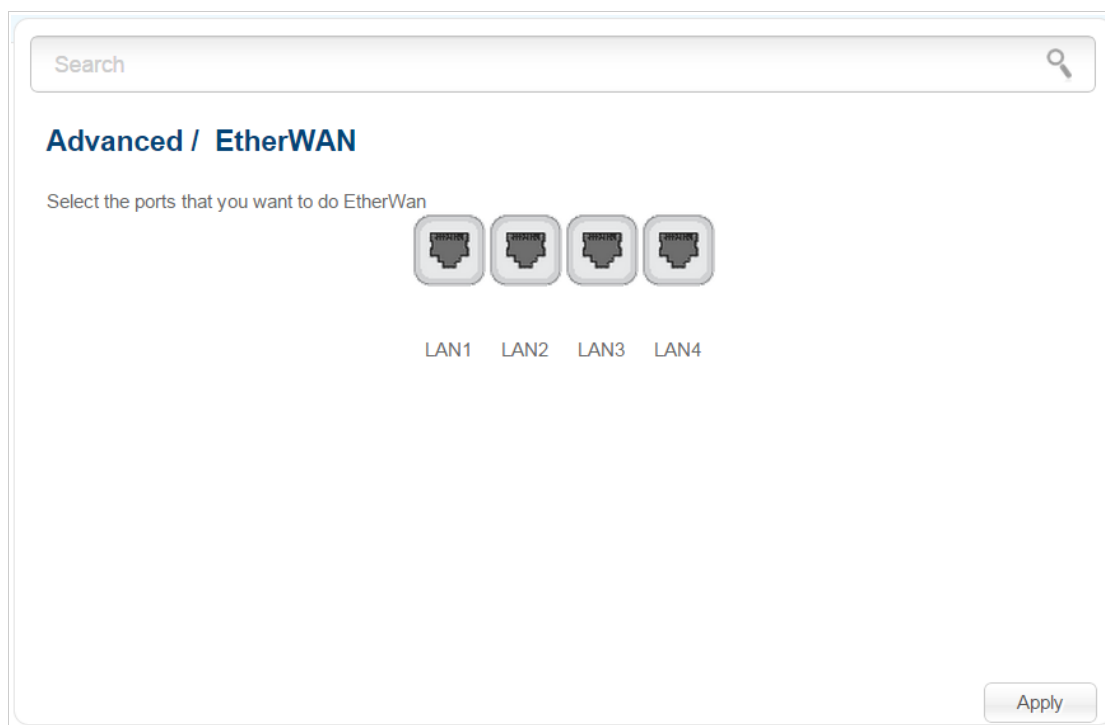 Search
Advanced / EtherWAN
Select the ports that you want to do EtherWan
LAN1 LAN2 LAN3 LAN4
Apply